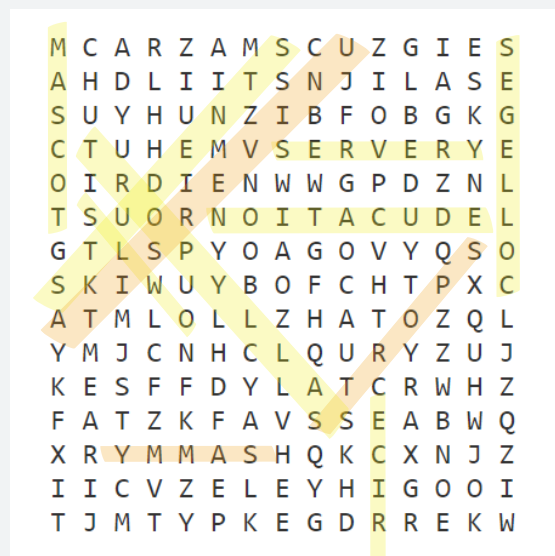 M C A R Z A M S C U Z G I E S
A H D L I I T S N J I L A S E
S U Y H U N Z I B F O B G K G
C T U H E M V S E R V E R Y E
O I R D I E N W W G P D Z N L
T S U O R N O I T A C U D E L
G T L S P Y O A G O V Y Q S O
S K I W U Y B O F C H T P X C
A T M L O L L Z H A T O Z Q L
Y M J C N H C L Q U R Y Z U J
K E S F F D Y L A T C R W H Z
F A T Z K F A V S S E A B W Q
X R Y M M A S H Q K C X N J Z
I I C V Z E L E Y H I G O O I
T J M T Y P K E G D R R E K W